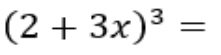 (2 + 3x)³ =